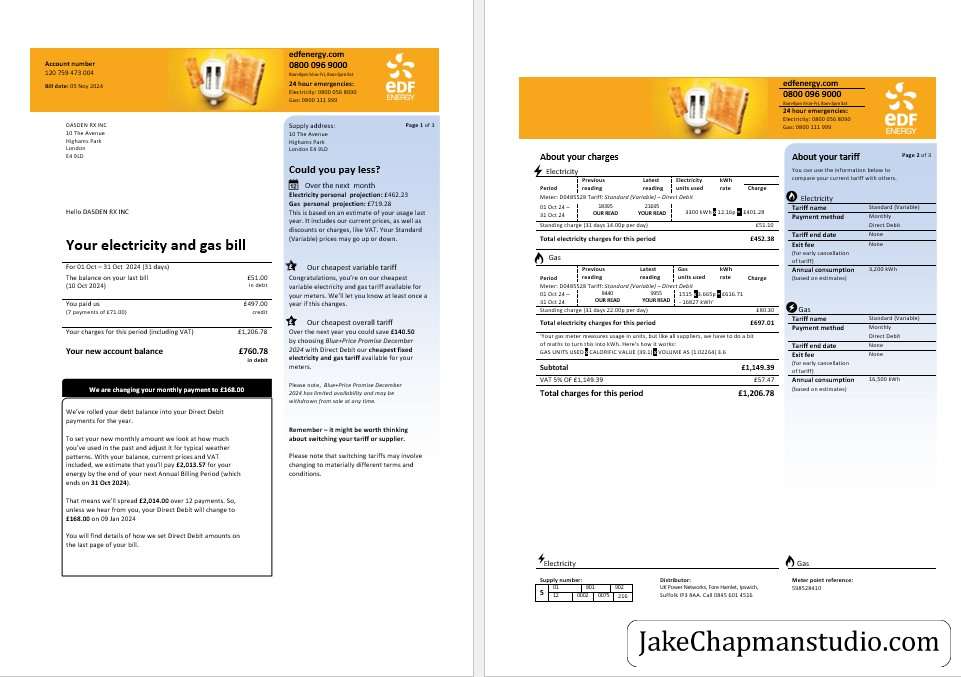 Account number
120 759 473 004
Bill date: 05 Nov 2024
edfenergy.com
0800 096 9000
8am-8pm Mon-Fri, 8am-2pm Sat
24 hour emergencies:
Electricity: 0800 056 8090
Gas: 0800 111 999
eDF
ENERGY
DASDEN RX INC
10 The Avenue
Highams Park
London
E4 9LD
Hello DASDEN RX INC
Your electricity and gas bill
For 01 Oct – 31 Oct 2024 (31 days)
The balance on your last bill £51.00
(10 Oct 2024) in debt
You paid us £497.00
(7 payments of £71.00) credit
Your charges for this period (including VAT) £1,206.78
Your new account balance £760.78
in debt
We are changing your monthly payment to £168.00
We've rolled your debt balance into your Direct Debit
payments for the year.
To set your new monthly amount we look at how much
you've used in the past and adjust it for typical weather
patterns. With your balance, current prices and VAT
included, we estimate that you'll pay £2,013.57 for your
energy by the end of your next Annual Billing Period (which
ends on 31 Oct 2024).
That means we'll spread £2,014.00 over 12 payments. So,
unless we hear from you, your Direct Debit will change to
£168.00 on 09 Jan 2024
You will find details of how we set Direct Debit amounts on
the last page of your bill.
Supply address: Page 1 of 3
10 The Avenue
Highams Park
London E4 9LD
Could you pay less?
Over the next month
Electricity personal projection: £462.23
Gas personal projection: £719.28
This is based on an estimate of your usage last
year. It includes our current prices, as well as
discounts or charges, like VAT. Your Standard
(Variable) prices may go up or down.
Our cheapest variable tariff
Congratulations, you're on our cheapest
variable electricity and gas tariff available for
your meters. We'll let you know at least once a
year if this changes.
Our cheapest overall tariff
Over the next year you could save £140.50
by choosing Blue+Price Promise December
2024 with Direct Debit our cheapest fixed
electricity and gas tariff available for your
meters.
Please note, Blue+Price Promise December
2024 has limited availability and may be
withdrawn from sale at any time.
Remember – it might be worth thinking
about switching your tariff or supplier.
Please note that switching tariffs may involve
changing to materially different terms and
conditions.
edfenergy.com
0800 096 9000
8am-8pm Mon-Fri, 8am-2pm Sat
24 hour emergencies:
Electricity: 0800 056 8090
Gas: 0800 111 999
eDF
ENERGY
About your charges
Electricity
Previous Latest Electricity kWh
Period reading reading units used rate Charge
Meter: D0485528 Tariff: Standard (Variable) – Direct Debit
01 Oct 24 – 18395 21695
31 Oct 24 OUR READ YOUR READ 3300 kWh x 12.16p = £401.28
Standing charge (31 days 14.00p per day) £51.10
Total electricity charges for this period £452.38
Gas
Previous Latest Gas kWh
Period reading reading units used rate Charge
Meter: D0485528 Tariff: Standard (Variable) – Direct Debit
01 Oct 24 – 8440 9955 1515 x 3.665p = £616.71
31 Oct 24 OUR READ YOUR READ - 16827 kWh'
Standing charge (31 days 22.00p per day) £80.30
Total electricity charges for this period £697.01
'Your gas meter measures usage in units, but like all suppliers, we have to do a bit
of maths to turn this into kWh. Here's how it works:
GAS UNITS USED x CALORIFIC VALUE (39.1) x VOLUME AS (1.02264) 3.6
Subtotal £1,149.39
VAT 5% OF £1,149.39 £57.47
Total charges for this period £1,206.78
About your tariff Page 2 of 3
You can use the information below to
compare your current tariff with others.
Electricity
Tariff name Standard (Variable)
Payment method Monthly
Direct Debit
Tariff end date None
Exit fee None
(for early cancellation
of tariff)
Annual consumption 3,200 kWh
(based on estimates)
Gas
Tariff name Standard (Variable)
Payment method Monthly
Direct Debit
Tariff end date None
Exit fee None
(for early cancellation
of tariff)
Annual consumption 16,500 kWh
(based on estimates)
Electricity
Supply number:
S 01 801 902
12 0002 0075 216
Distributor:
UK Power Networks, Fore Hamlet, Ipswich,
Suffolk IP3 8AA. Call 0845 601 4516
Gas
Meter point reference:
598528410
JakeChapmanstudio.com